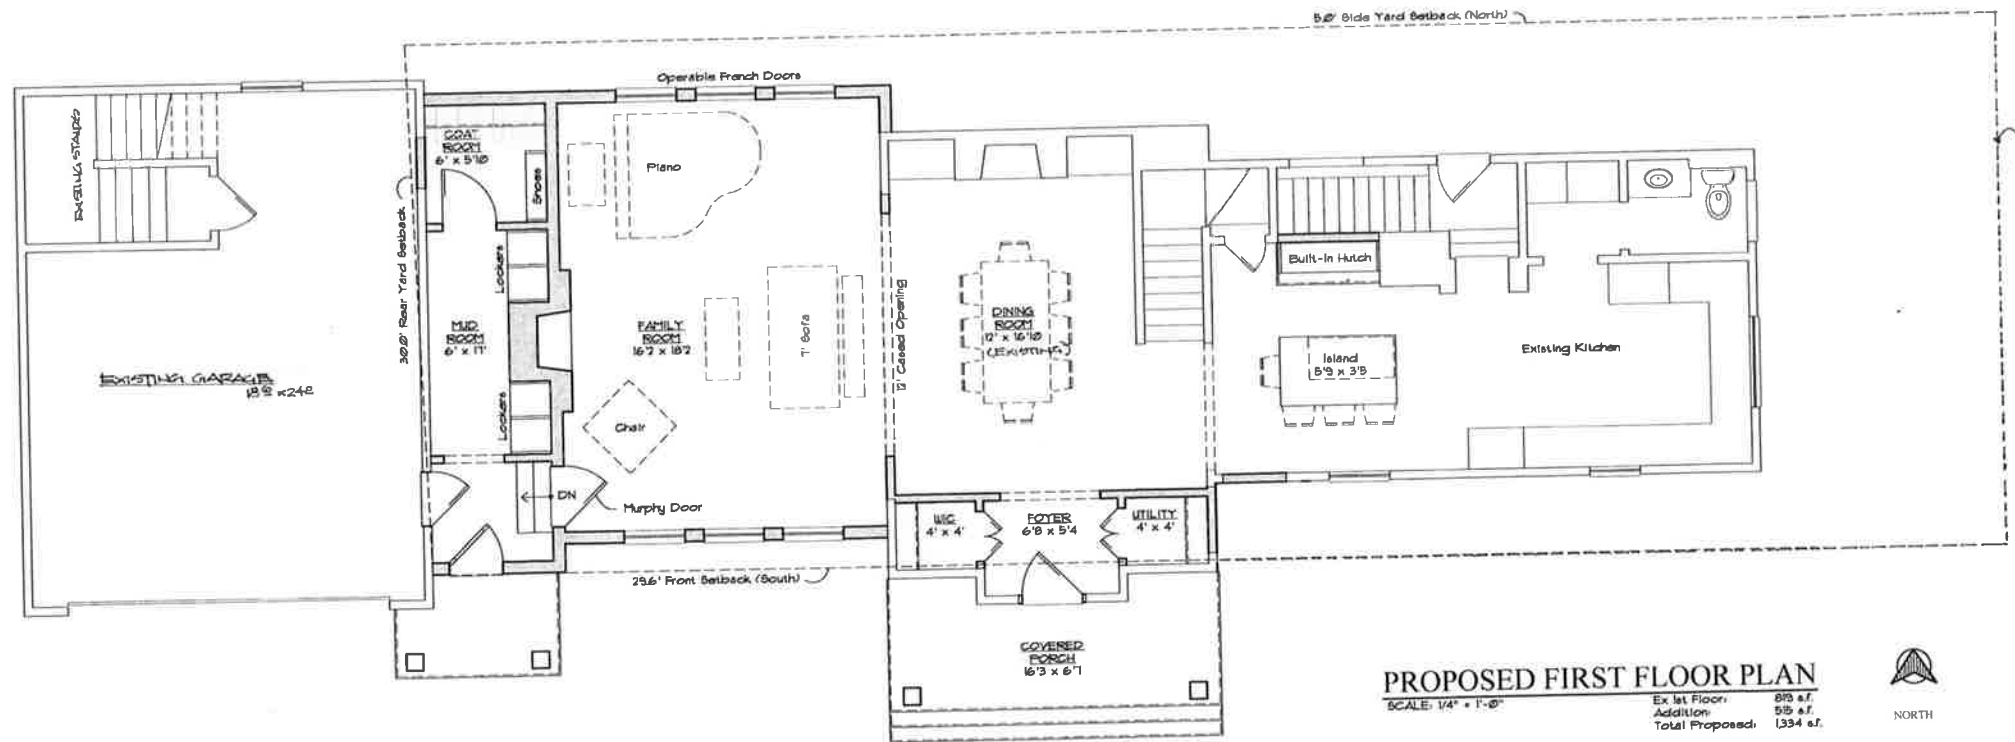 5.0' Side Yard Setback (North)
Operable French Doors
EXISTING STAIRS
COAT
ROOM
6' x 5'10
Shoes
Piano
30.0' Rear Yard Setback
Lockers
Built-In Hutch
MUD
ROOM
6' x 11'
FAMILY
ROOM
16'2 x 18'2
7' Sofa
12' Cased Opening
DINING
ROOM
12' x 16'10
(EXISTING)
Island
5'9 x 3'5
Existing Kitchen
EXISTING GARAGE
Lockers
Chair
DN
Murphy Door
WIC
4' x 4'
FOYER
6'8 x 5'4
UTILITY
4' x 4'
29.6' Front Setback (South)
COVERED
PORCH
16'3 x 6'7
PROPOSED FIRST FLOOR PLAN
SCALE: 1/4" = 1'-0"
Ex 1st Floor: 819 s.f.
Addition: 515 s.f.
Total Proposed: 1,334 s.f.
NORTH